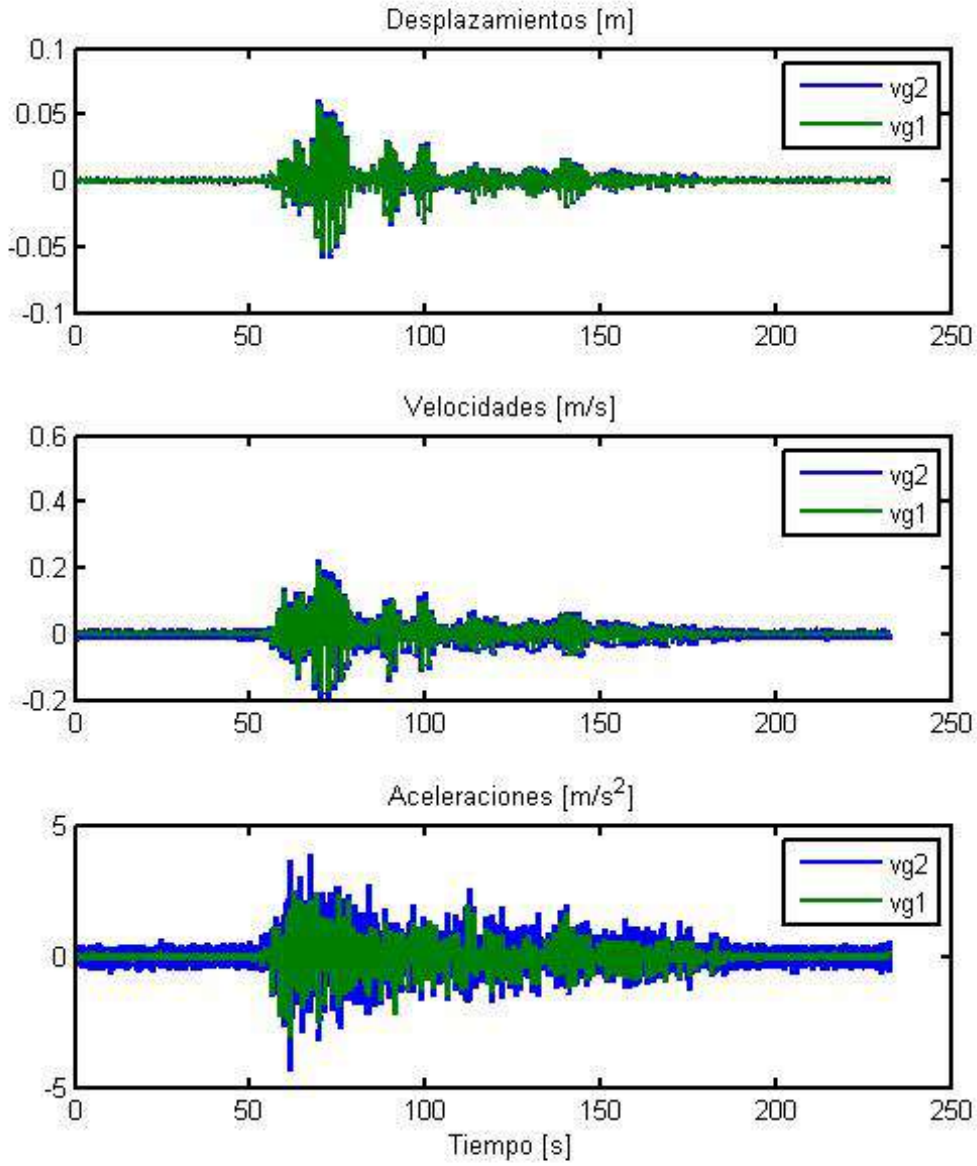 Desplazamientos [m]
0.1
0.05
0
-0.05
-0.1
vg2
vg1
0 50 100 150 200 250
Velocidades [m/s]
0.6
0.4
0.2
0
-0.2
vg2
vg1
0 50 100 150 200 250
Aceleraciones [m/s²]
5
0
-5
vg2
vg1
0 50 100 150 200 250
Tiempo [s]